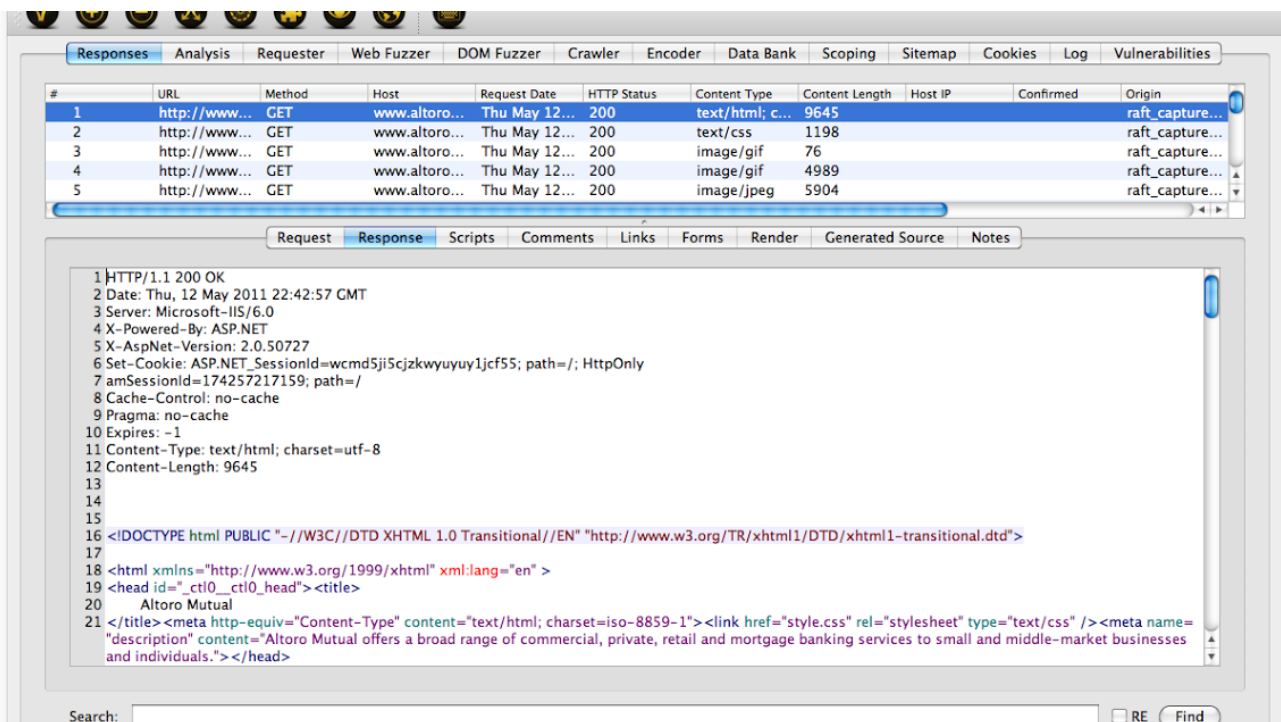 Responses Analysis Requester Web Fuzzer DOM Fuzzer Crawler Encoder Data Bank Scoping Sitemap Cookies Log Vulnerabilities
# URL Method Host Request Date HTTP Status Content Type Content Length Host IP Confirmed Origin
1 http://www... GET www.altoro... Thu May 12... 200 text/html; c... 9645 raft_capture...
2 http://www... GET www.altoro... Thu May 12... 200 text/css 1198 raft_capture...
3 http://www... GET www.altoro... Thu May 12... 200 image/gif 76 raft_capture...
4 http://www... GET www.altoro... Thu May 12... 200 image/gif 4989 raft_capture...
5 http://www... GET www.altoro... Thu May 12... 200 image/jpeg 5904 raft_capture...
Request Response Scripts Comments Links Forms Render Generated Source Notes
1 HTTP/1.1 200 OK
2 Date: Thu, 12 May 2011 22:42:57 GMT
3 Server: Microsoft-IIS/6.0
4 X-Powered-By: ASP.NET
5 X-AspNet-Version: 2.0.50727
6 Set-Cookie: ASP.NET_SessionId=wcmd5ji5cjzkwyuyuy1jcf55; path=/; HttpOnly
7 amSessionId=174257217159; path=/
8 Cache-Control: no-cache
9 Pragma: no-cache
10 Expires: -1
11 Content-Type: text/html; charset=utf-8
12 Content-Length: 9645
13
14
15
16 <!DOCTYPE html PUBLIC "-//W3C//DTD XHTML 1.0 Transitional//EN" "http://www.w3.org/TR/xhtml1/DTD/xhtml1-transitional.dtd">
17
18 <html xmlns="http://www.w3.org/1999/xhtml" xml:lang="en" >
19 <head id="_ctl0__ctl0_head"><title>
20 Altoro Mutual
21 </title><meta http-equiv="Content-Type" content="text/html; charset=iso-8859-1"><link href="style.css" rel="stylesheet" type="text/css" /><meta name=
"description" content="Altoro Mutual offers a broad range of commercial, private, retail and mortgage banking services to small and middle-market businesses
and individuals."></head>
Search: RE Find